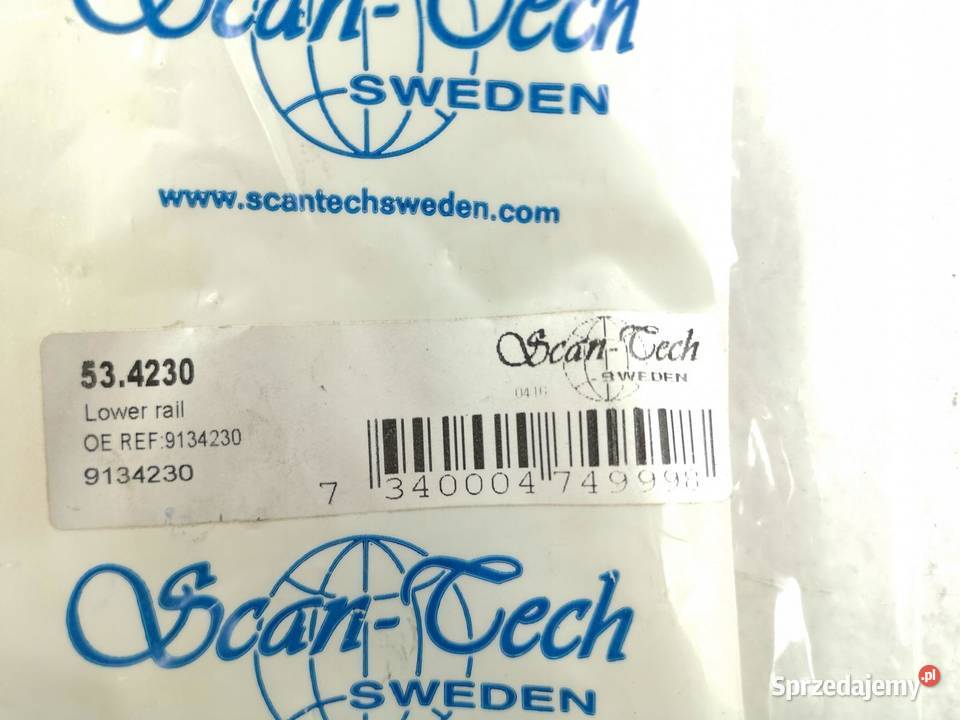 Scan-Tech
SWEDEN
www.scantechsweden.com
Scan-Tech
SWEDEN
0416
53.4230
Lower rail
OE REF:9134230
9134230
7 340004 749998
Scan-Tech
SWEDEN
Sprzedajemy.pl